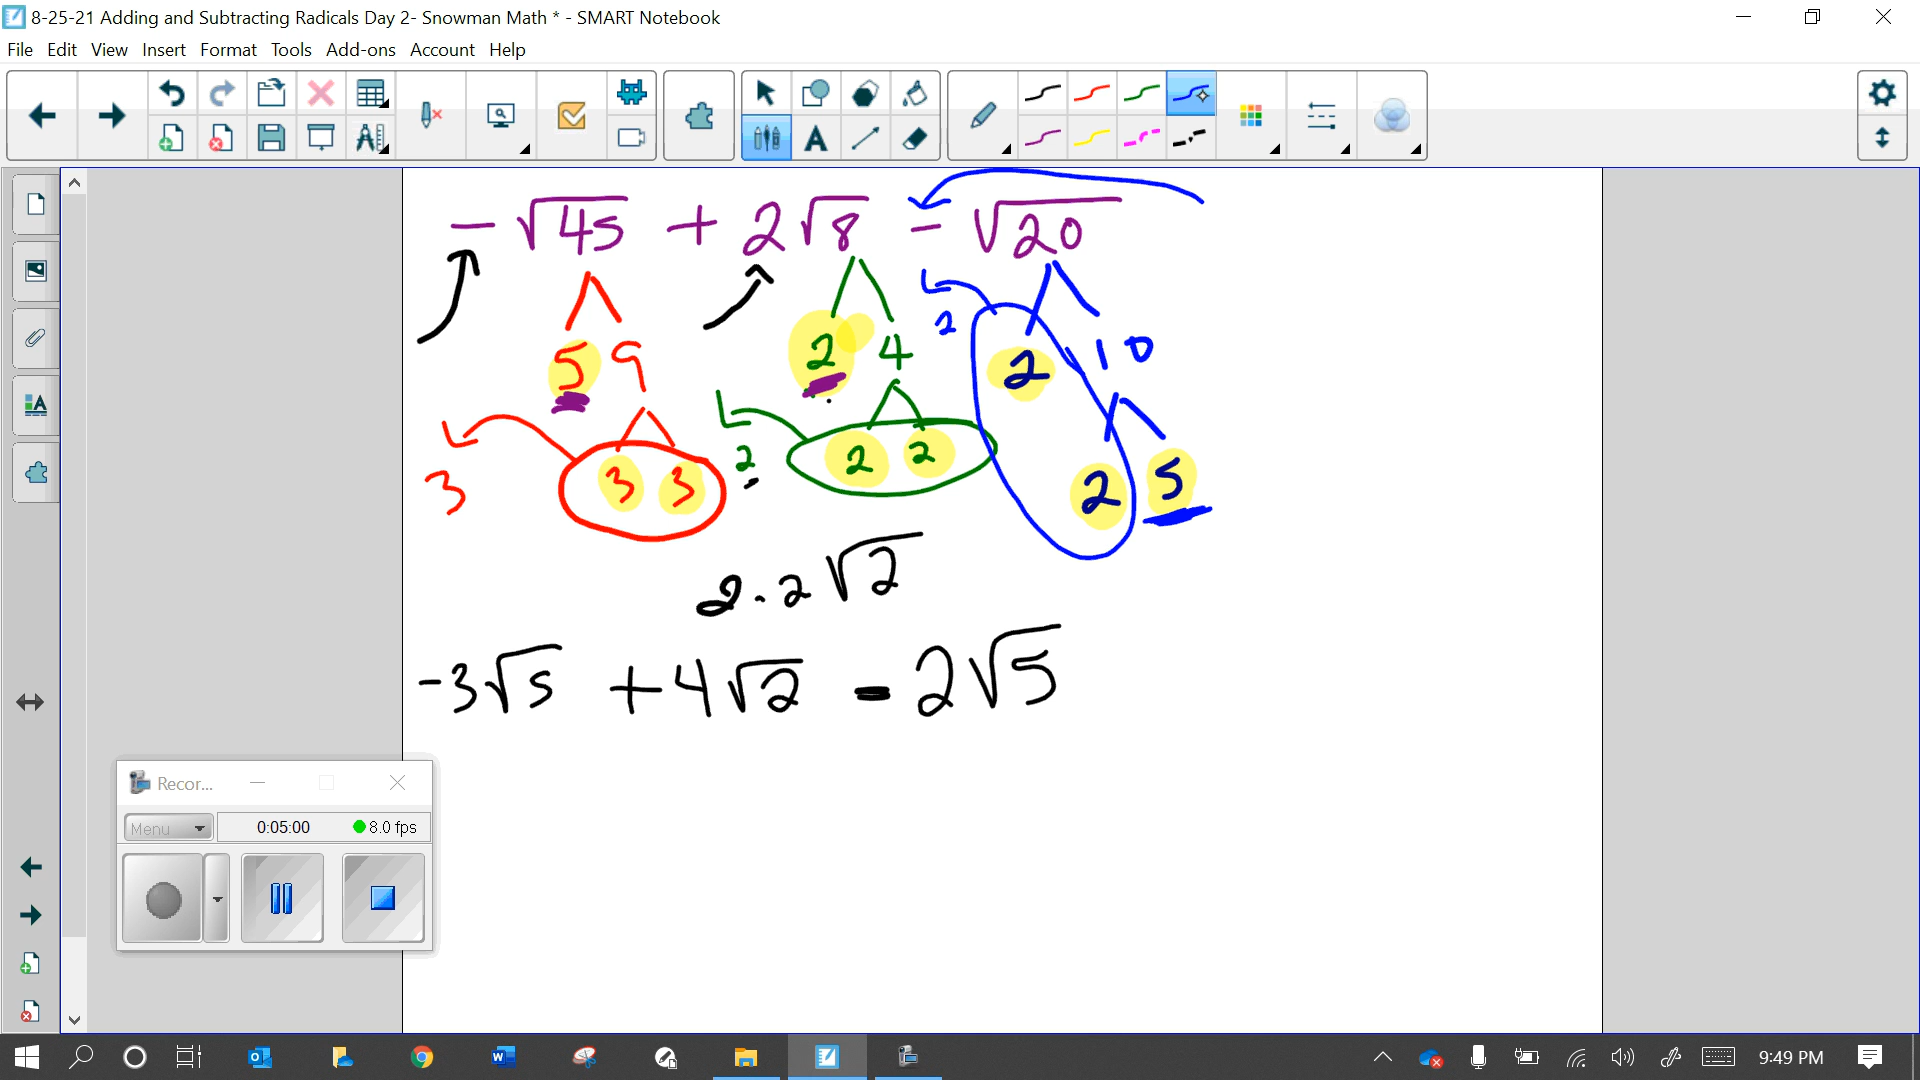 8-25-21 Adding and Subtracting Radicals Day 2- Snowman Math * - SMART Notebook
File Edit View Insert Format Tools Add-ons Account Help
A
A
- √45 + 2√8 - √20
5 9 2 4 2 2 10
3 3 3 2 2 2 2 5
2·2√2
-3√5 + 4√2 - 2√5
Recor...
Menu 0:05:00 8.0 fps
9:49 PM